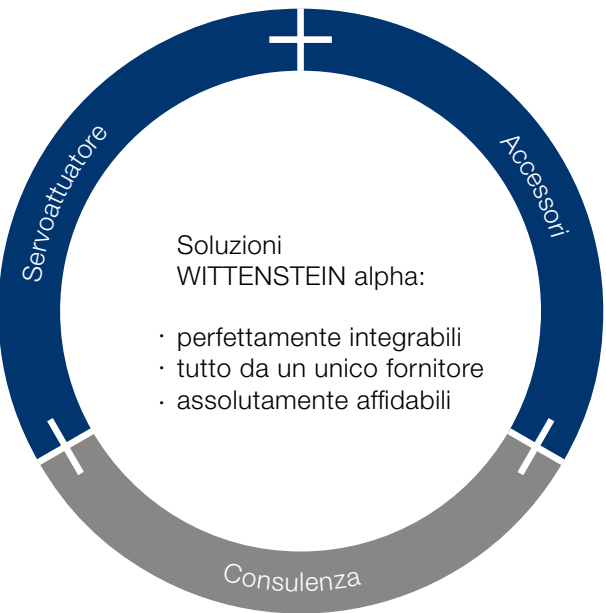 Servoattuatore
Accessori
Soluzioni
WITTENSTEIN alpha:
· perfettamente integrabili
· tutto da un unico fornitore
· assolutamente affidabili
Consulenza